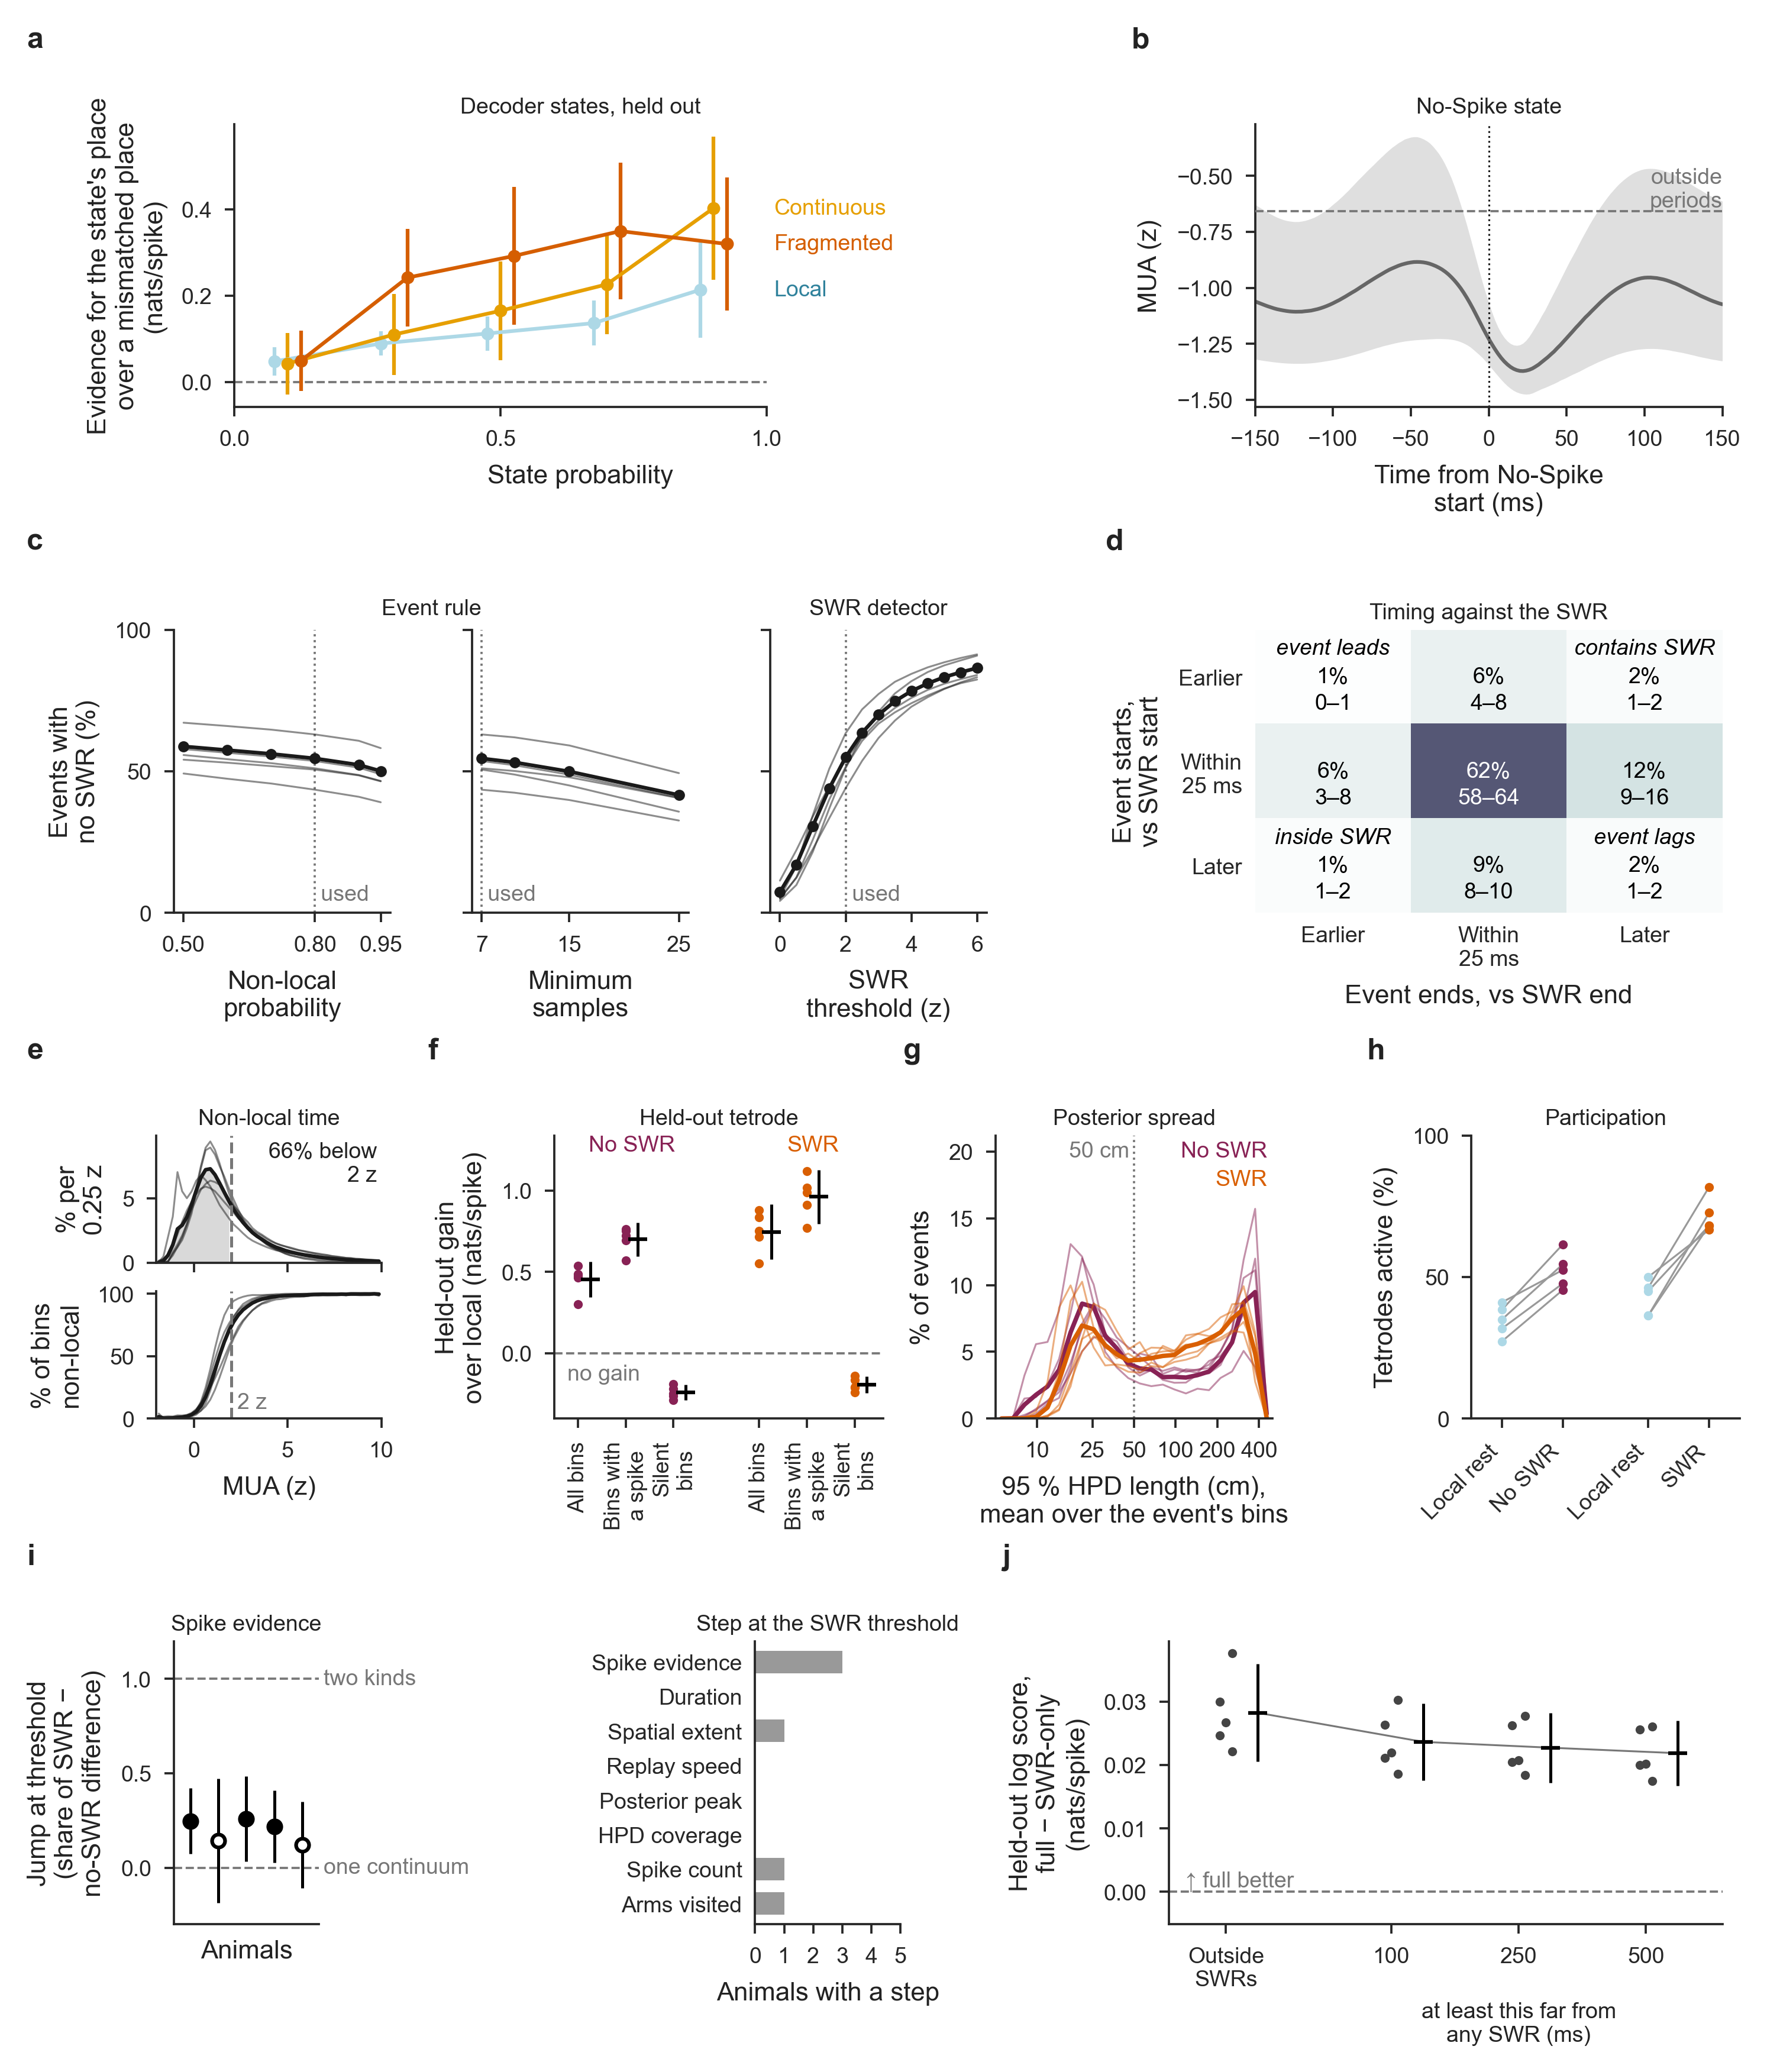 a
Decoder states, held out
Evidence for the state's place
over a mismatched place
(nats/spike)
0.4
0.2
0.0
Continuous
Fragmented
Local
0.0
0.5
1.0
State probability
b
No-Spike state
MUA (z)
−0.50
−0.75
−1.00
−1.25
−1.50
outside
periods
−150
−100
−50
0
50
100
150
Time from No-Spike
start (ms)
c
Event rule
SWR detector
Events with
no SWR (%)
100
50
0
used
used
used
0.50
0.80
0.95
Non-local
probability
7
15
25
Minimum
samples
0
2
4
6
SWR
threshold (z)
d
Timing against the SWR
Event starts,
vs SWR start
Earlier
event leads
1%
0–1
6%
4–8
contains SWR
2%
1–2
Within
25 ms
6%
3–8
62%
58–64
12%
9–16
Later
inside SWR
1%
1–2
9%
8–10
event lags
2%
1–2
Earlier
Within
25 ms
Later
Event ends, vs SWR end
e
Non-local time
% per
0.25 z
5
0
66% below
2 z
% of bins
non-local
100
50
0
2 z
0
5
10
MUA (z)
f
Held-out tetrode
No SWR
SWR
Held-out gain
over local (nats/spike)
1.0
0.5
0.0
no gain
All bins
Bins with
a spike
Silent
bins
All bins
Bins with
a spike
Silent
bins
g
Posterior spread
50 cm
No SWR
SWR
% of events
20
15
10
5
0
10
25
50
100
200
400
95 % HPD length (cm),
mean over the event's bins
h
Participation
Tetrodes active (%)
100
50
0
Local rest
No SWR
Local rest
SWR
i
Spike evidence
Jump at threshold
(share of SWR −
no-SWR difference)
1.0
0.5
0.0
two kinds
one continuum
Animals
Step at the SWR threshold
Spike evidence
Duration
Spatial extent
Replay speed
Posterior peak
HPD coverage
Spike count
Arms visited
0
1
2
3
4
5
Animals with a step
j
Held-out log score,
full − SWR-only
(nats/spike)
0.03
0.02
0.01
0.00
↑ full better
Outside
SWRs
100
250
500
at least this far from
any SWR (ms)